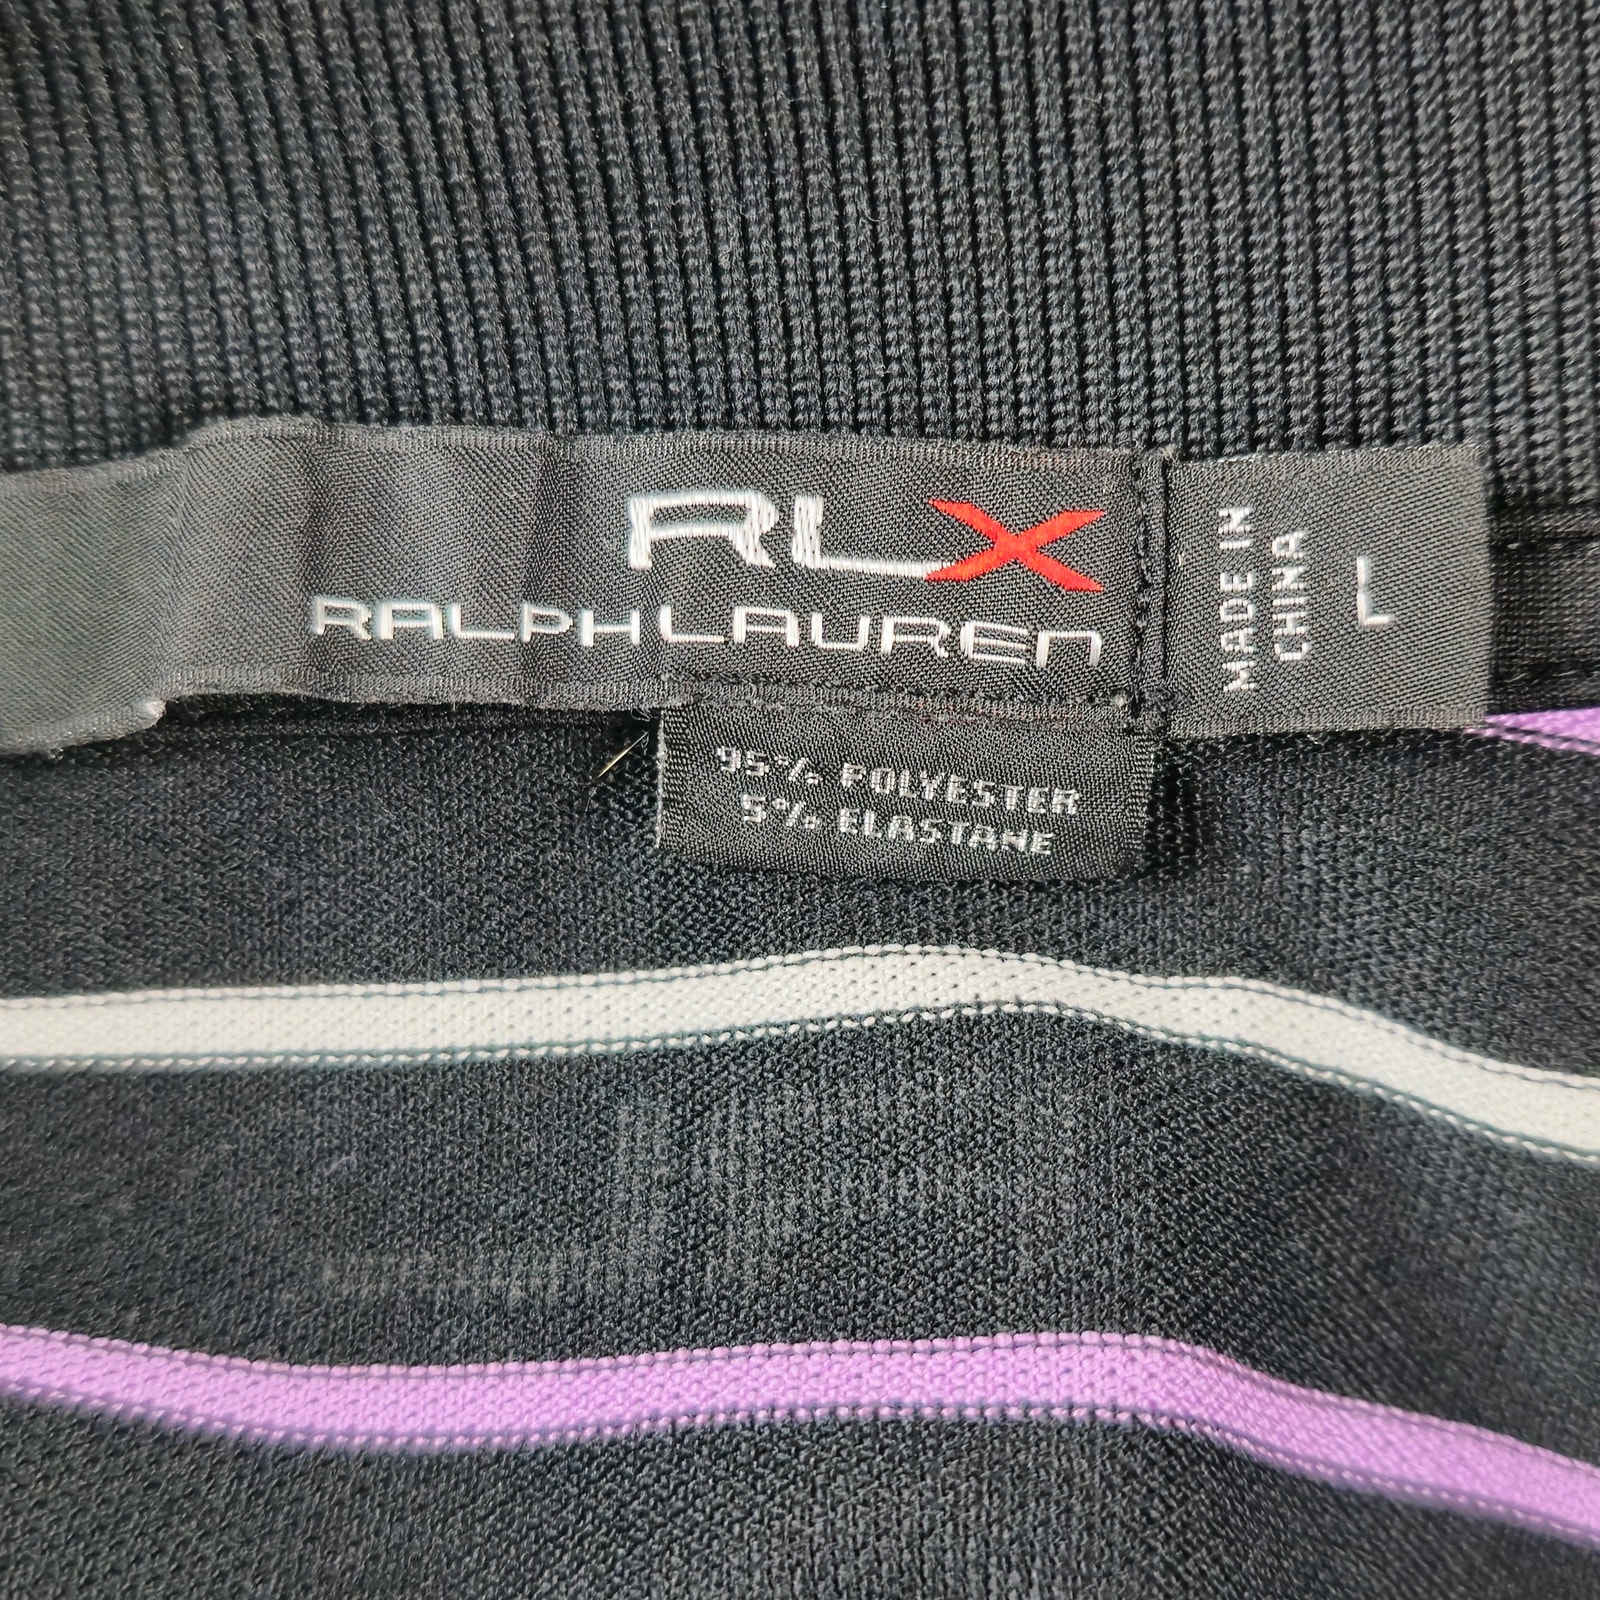 RLX
RALPH LAUREN
MADE IN
CHINA
L
95% POLYESTER
5% ELASTANE